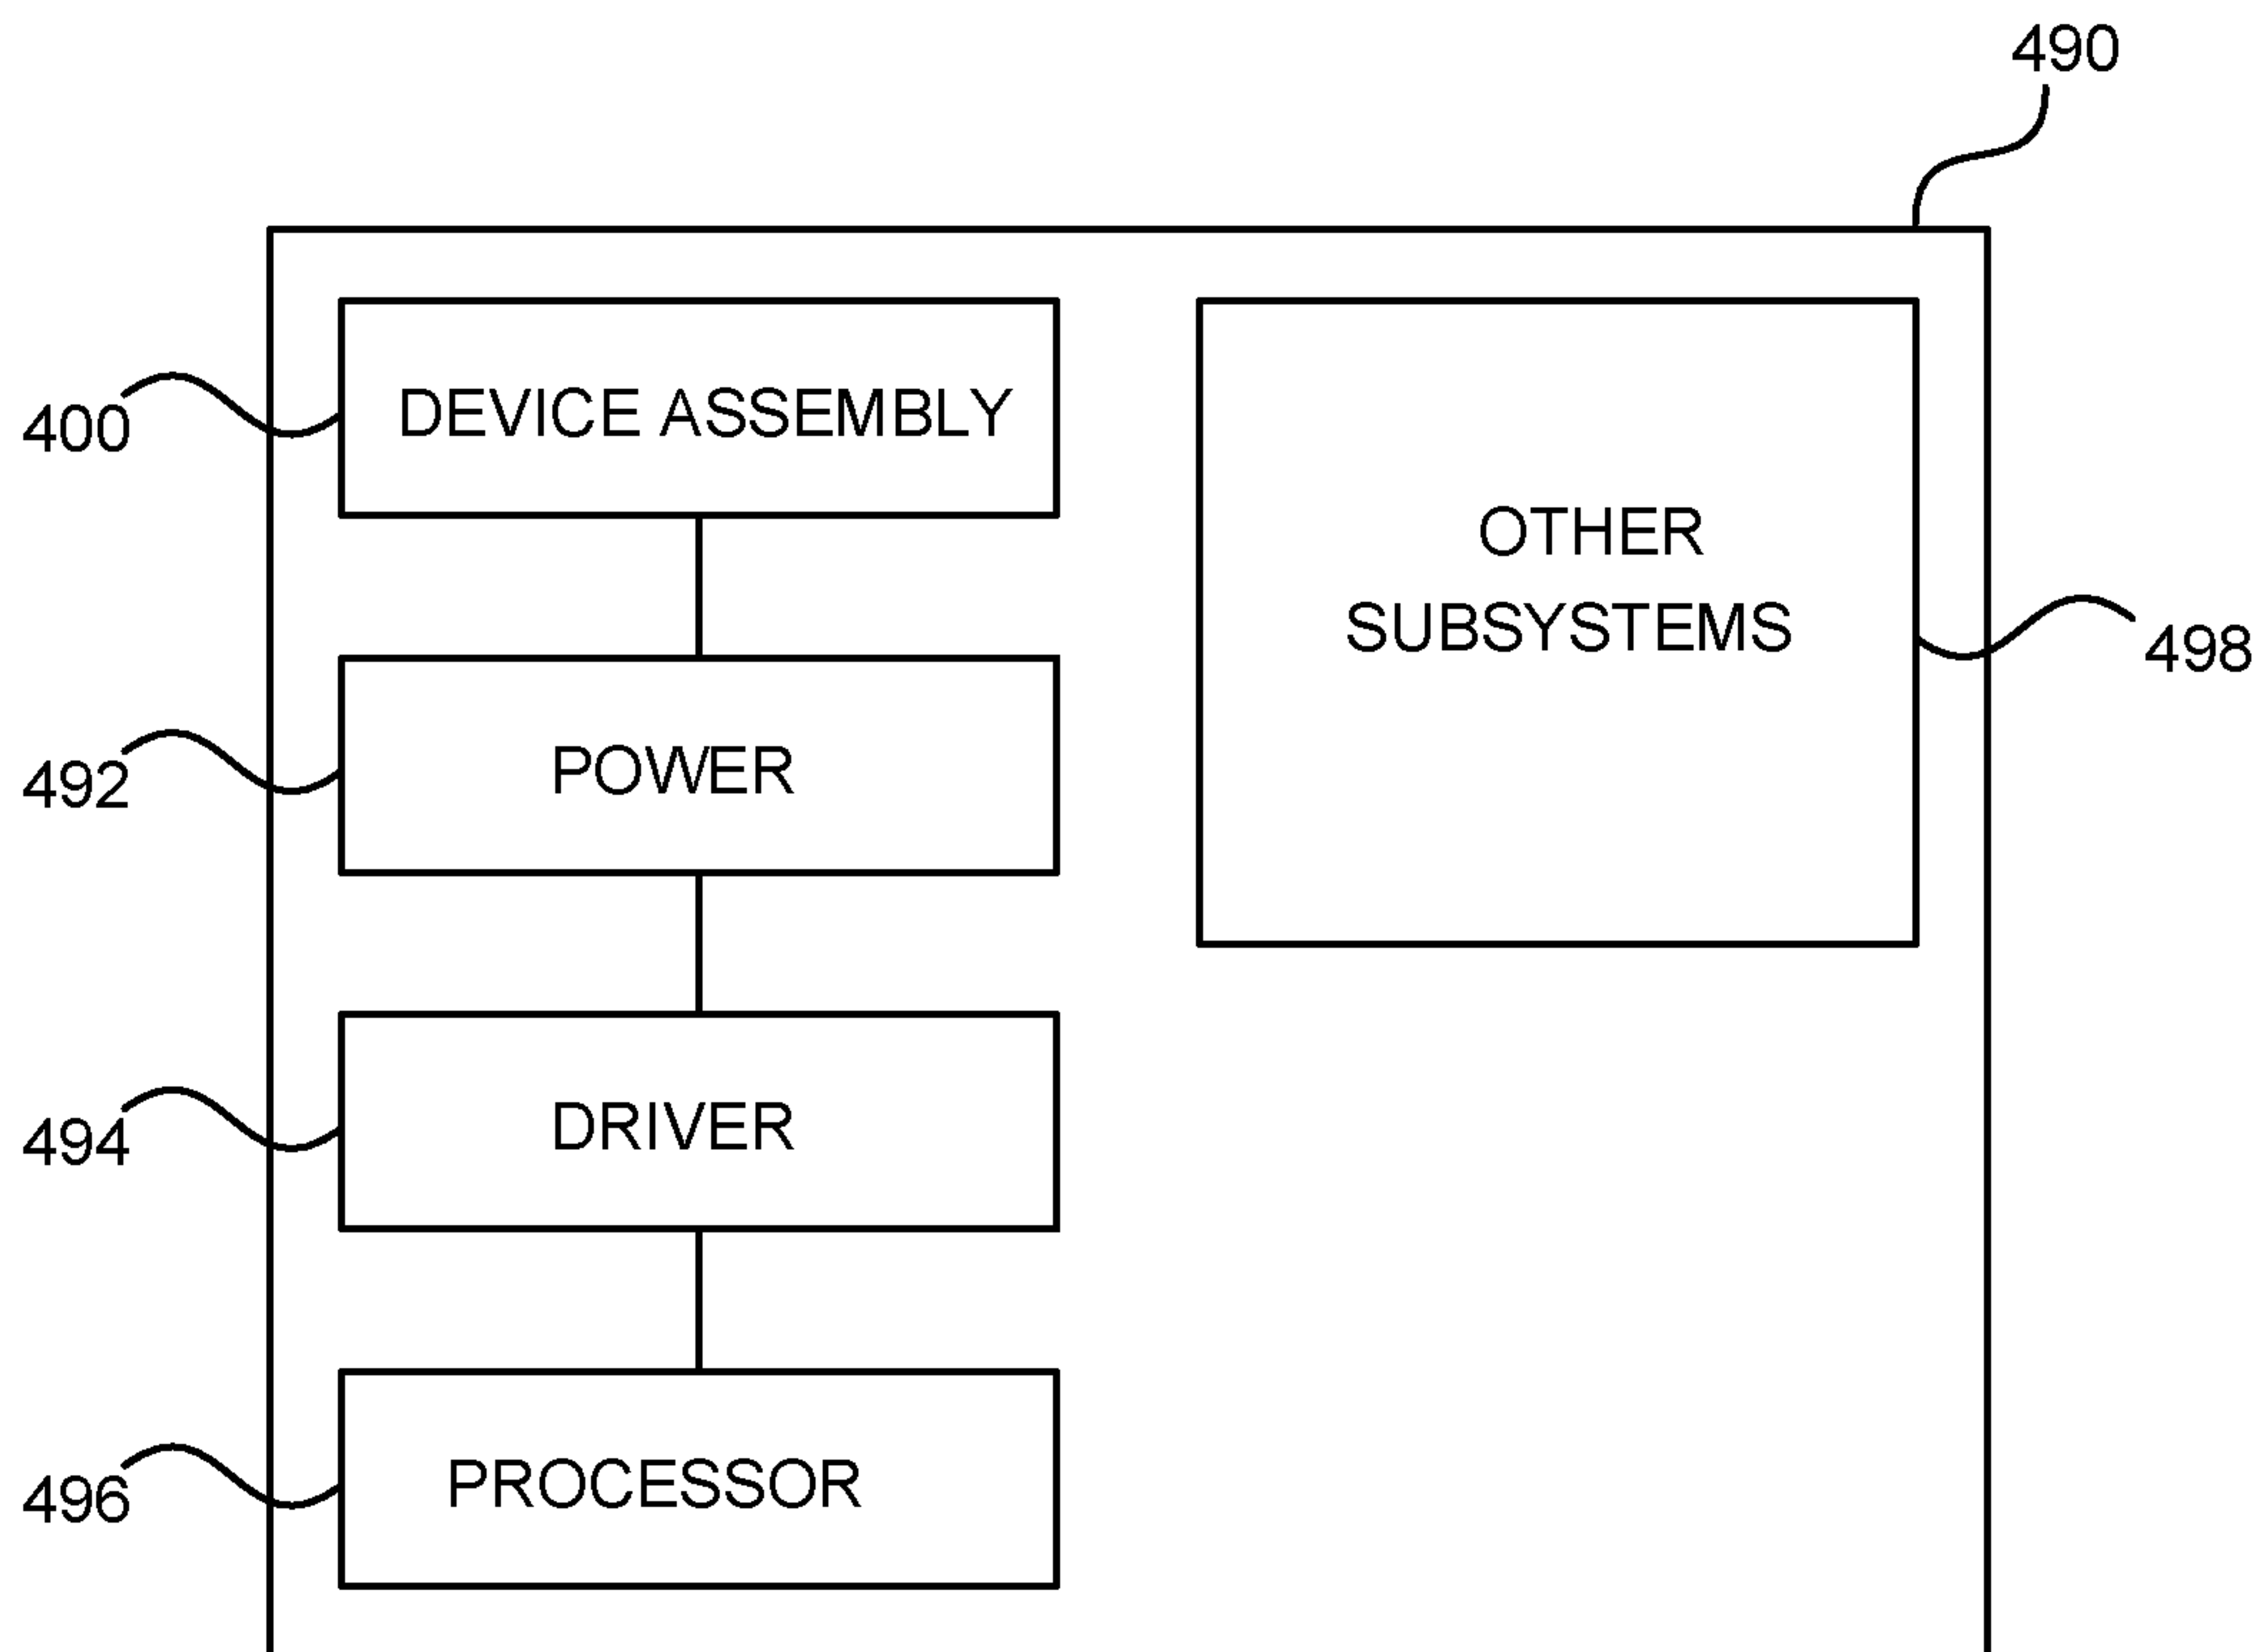 490
400
DEVICE ASSEMBLY
OTHER
SUBSYSTEMS
498
492
POWER
494
DRIVER
496
PROCESSOR